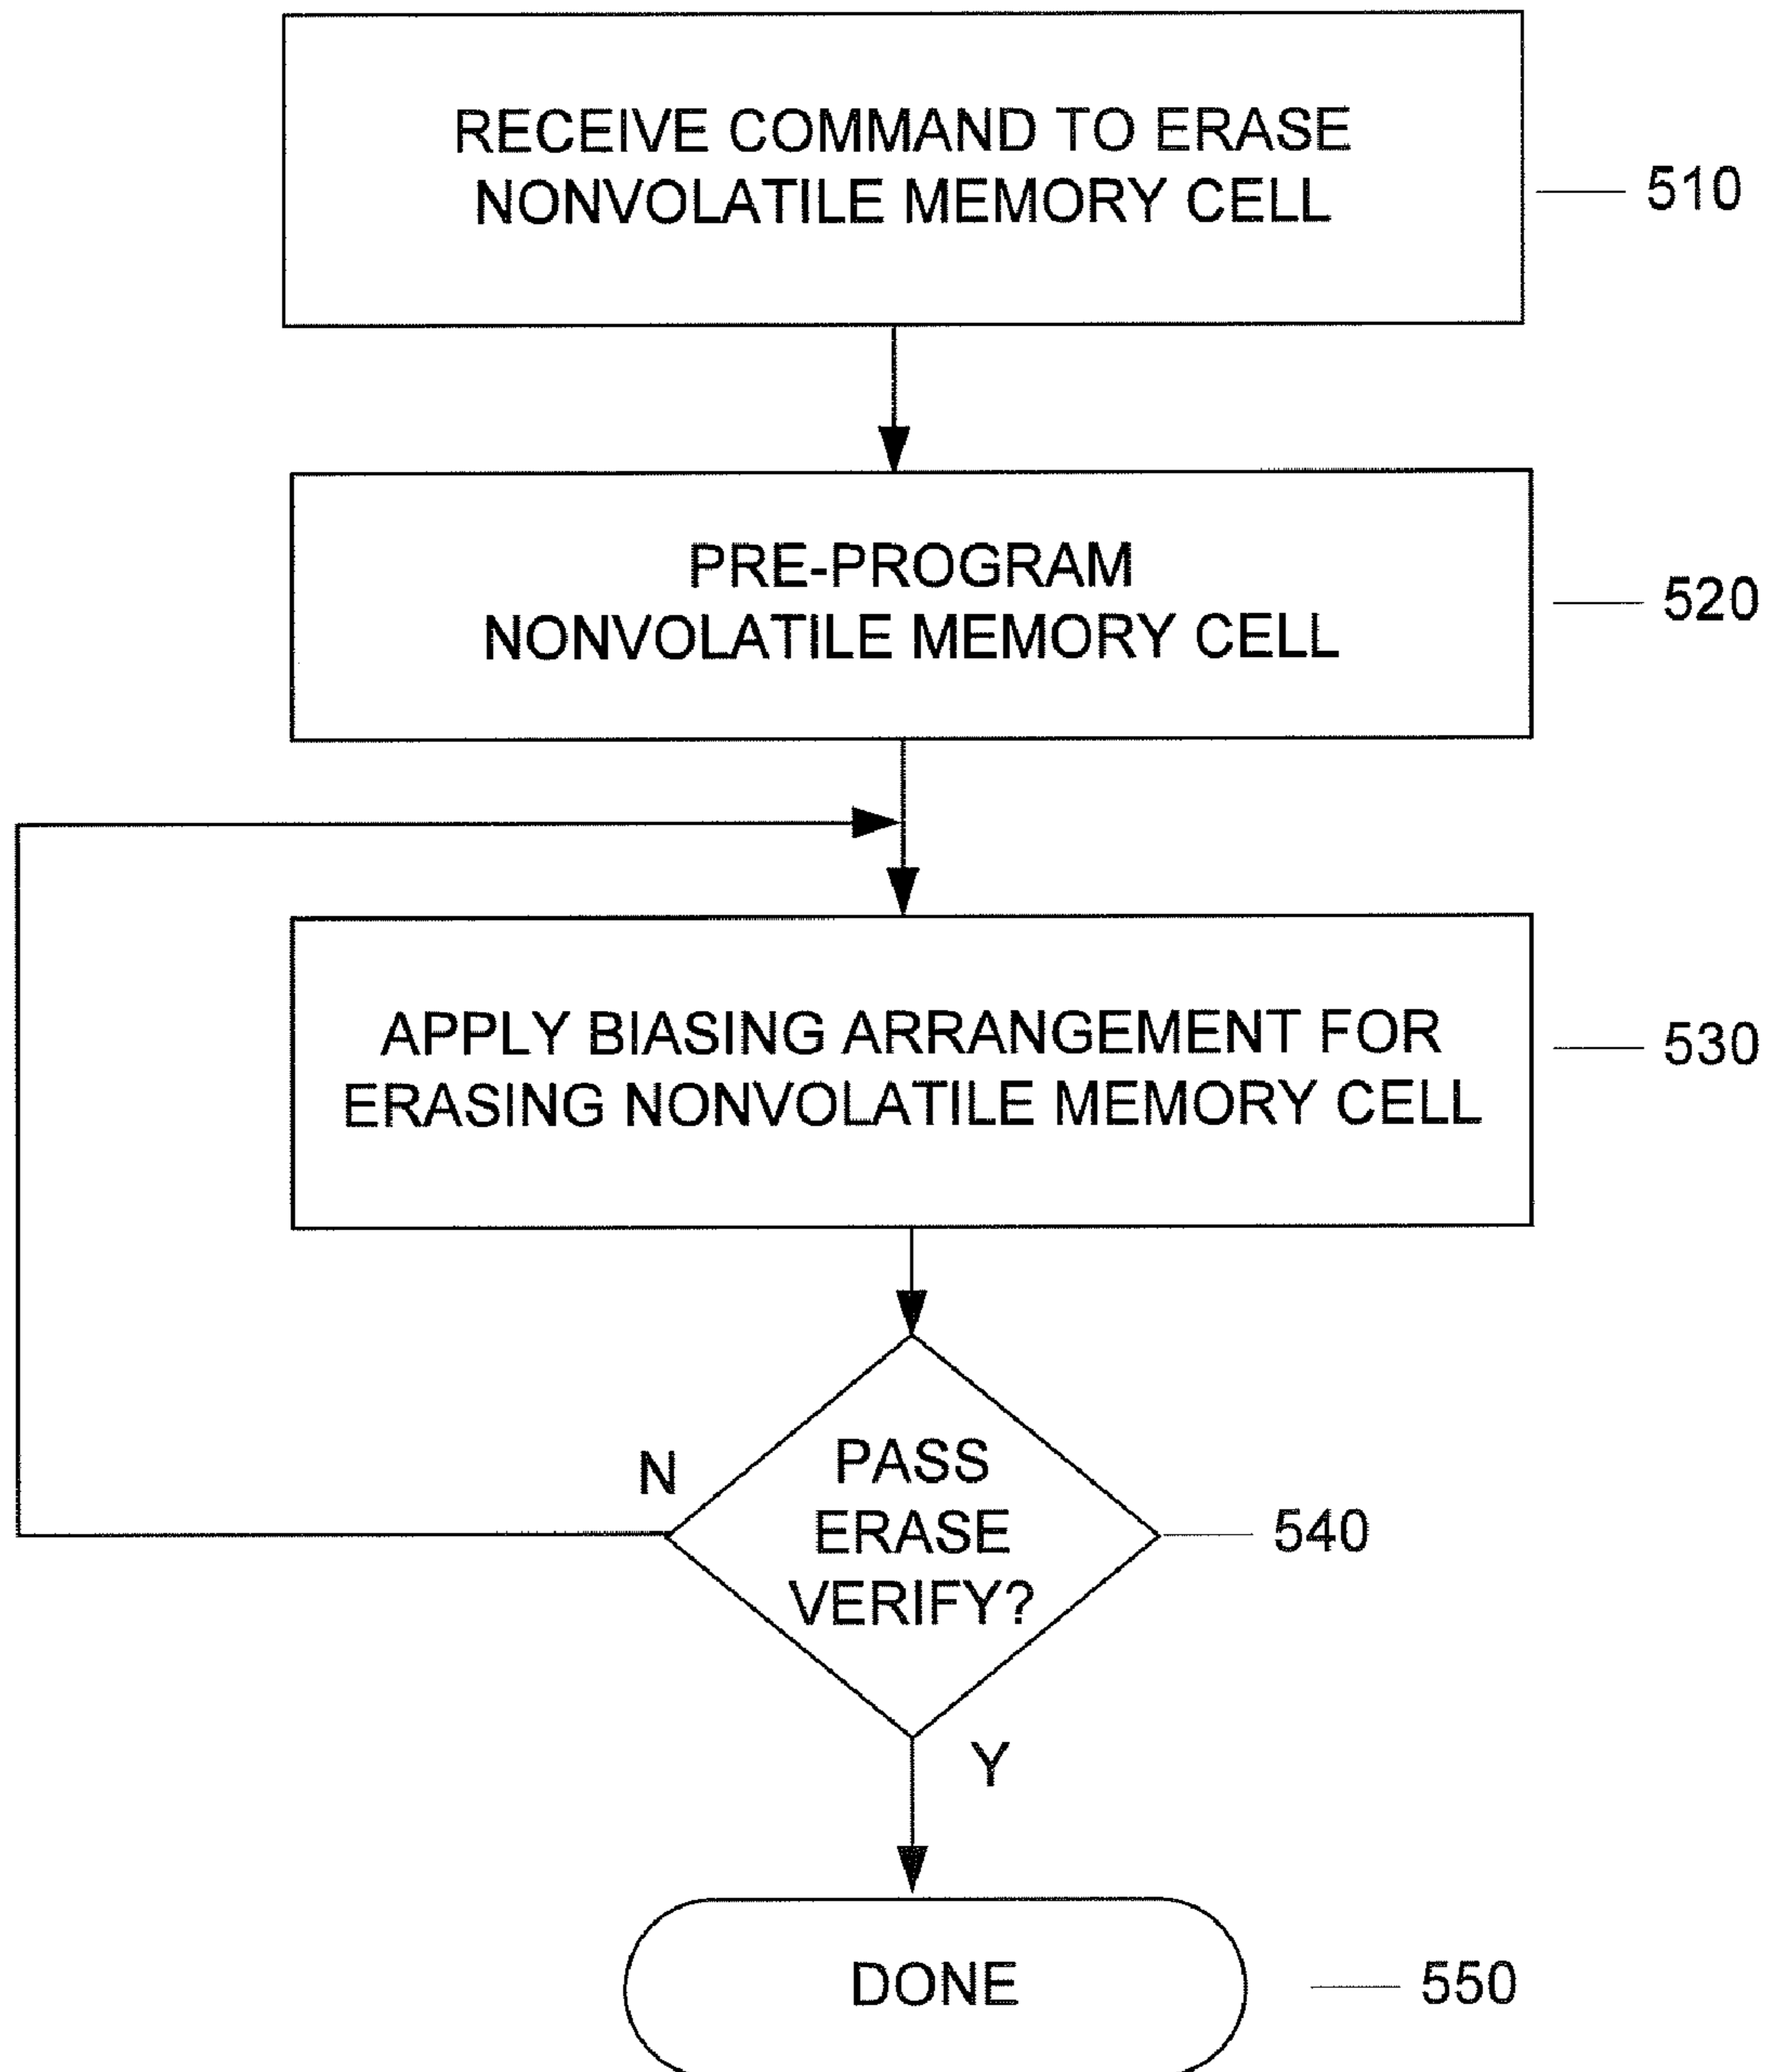 RECEIVE COMMAND TO ERASE
NONVOLATILE MEMORY CELL
510
PRE-PROGRAM
NONVOLATILE MEMORY CELL
520
APPLY BIASING ARRANGEMENT FOR
ERASING NONVOLATILE MEMORY CELL
530
N
PASS
ERASE
VERIFY?
540
Y
DONE
550